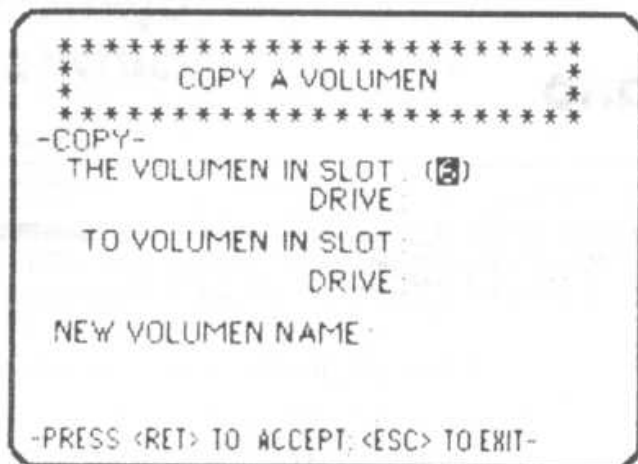 * * * * * * * * * * * * * * * * * * *
* COPY A VOLUMEN *
* * * * * * * * * * * * * * * * * * *
-COPY-
THE VOLUMEN IN SLOT: (6)
DRIVE:
TO VOLUMEN IN SLOT:
DRIVE:
NEW VOLUMEN NAME:
-PRESS <RET> TO ACCEPT; <ESC> TO EXIT-